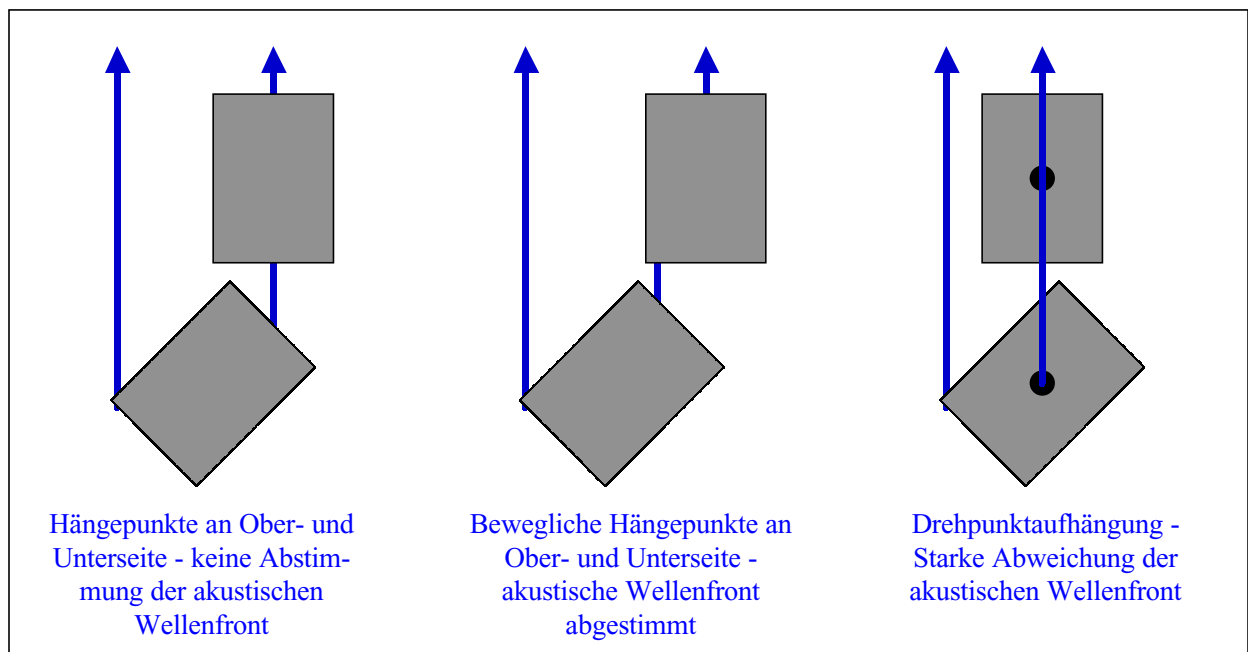 Hängepunkte an Ober- und
Unterseite - keine Abstim-
mung der akustischen
Wellenfront
Bewegliche Hängepunkte an
Ober- und Unterseite -
akustische Wellenfront
abgestimmt
Drehpunktaufhängung -
Starke Abweichung der
akustischen Wellenfront